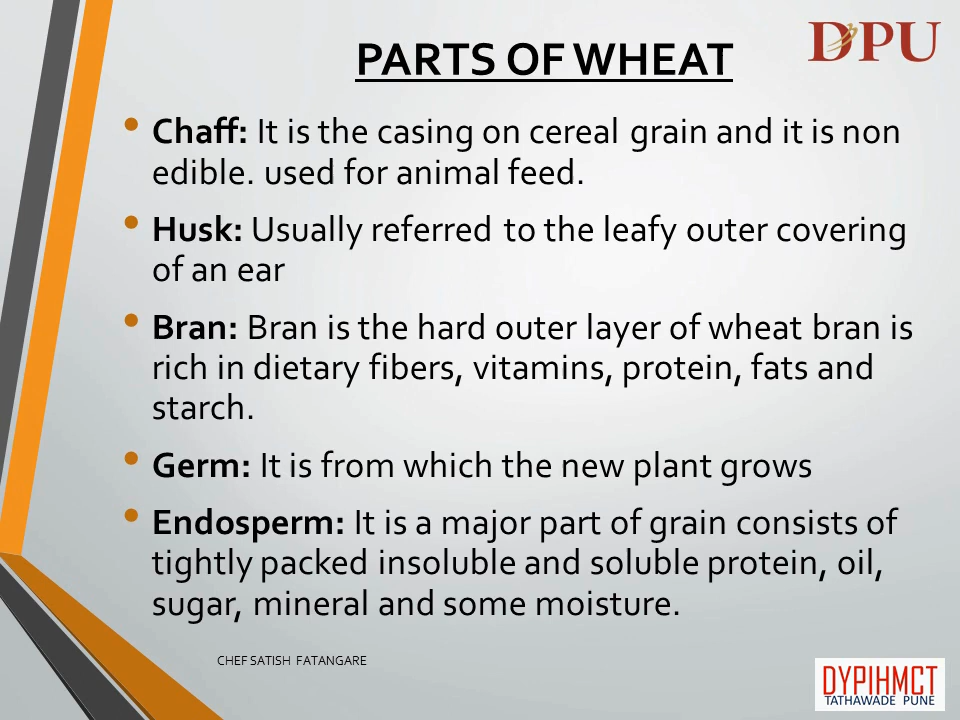 PARTS OF WHEAT
DPU
• Chaff: It is the casing on cereal grain and it is non
edible. used for animal feed.
• Husk: Usually referred to the leafy outer covering
of an ear
• Bran: Bran is the hard outer layer of wheat bran is
rich in dietary fibers, vitamins, protein, fats and
starch.
• Germ: It is from which the new plant grows
• Endosperm: It is a major part of grain consists of
tightly packed insoluble and soluble protein, oil,
sugar, mineral and some moisture.
CHEF SATISH FATANGARE
DYPIHMCT
TATHAWADE PUNE